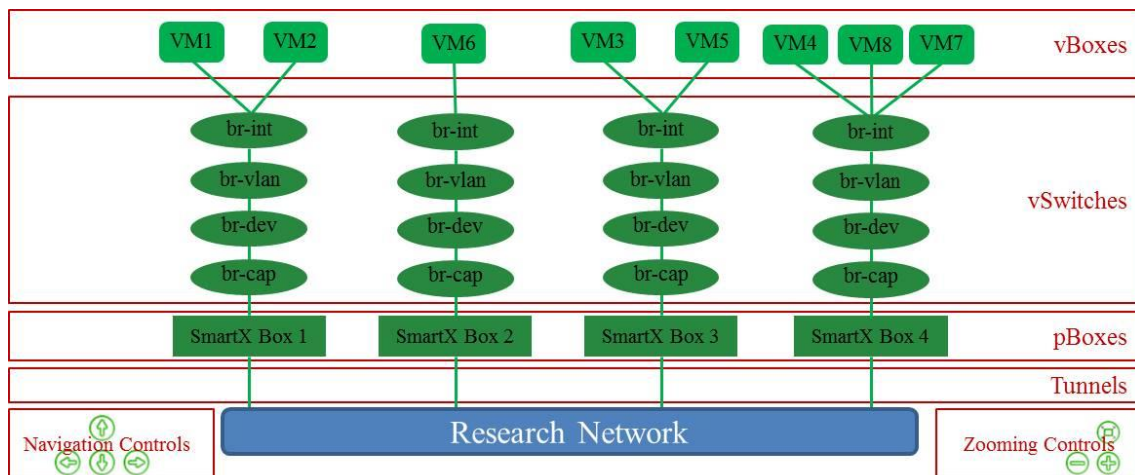 VM1 VM2 VM6 VM3 VM5 VM4 VM8 VM7 vBoxes
br-int br-int br-int br-int
br-vlan br-vlan br-vlan br-vlan
vSwitches
br-dev br-dev br-dev br-dev
br-cap br-cap br-cap br-cap
SmartX Box 1 SmartX Box 2 SmartX Box 3 SmartX Box 4 pBoxes
Tunnels
Navigation Controls Research Network Zooming Controls